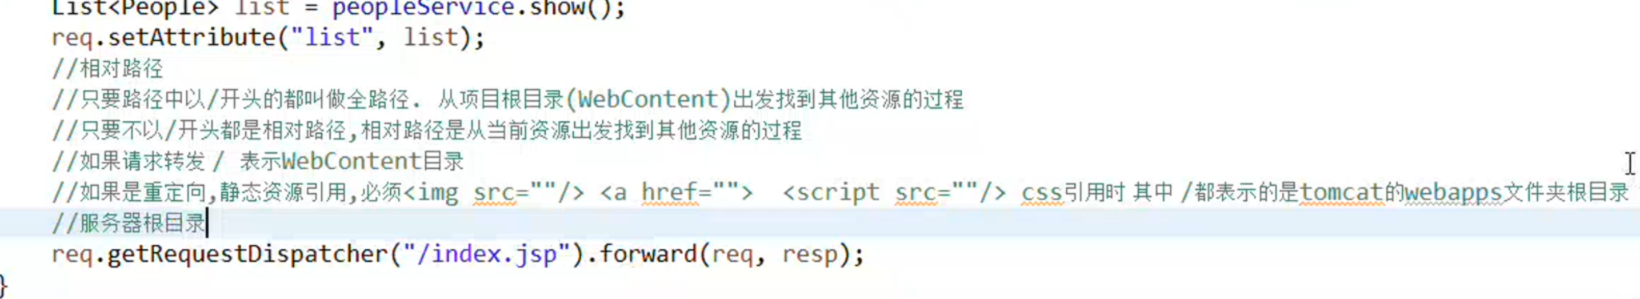 List<People> list = peopleService.show();
req.setAttribute("list", list);
//相对路径
//只要路径中以/开头的都叫做全路径. 从项目根目录(WebContent)出发找到其他资源的过程
//只要不以/开头都是相对路径,相对路径是从当前资源出发找到其他资源的过程
//如果请求转发 / 表示WebContent目录
//如果是重定向,静态资源引用,必须<img src=""/> <a href=""> <script src=""/> css引用时 其中 /都表示的是tomcat的webapps文件夹根目录
//服务器根目录
req.getRequestDispatcher("/index.jsp").forward(req, resp);
}